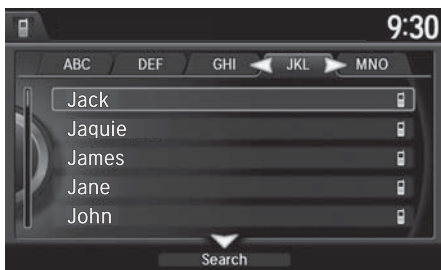 9:30
ABC DEF GHI JKL MNO
Jack
Jaquie
James
Jane
John
Search